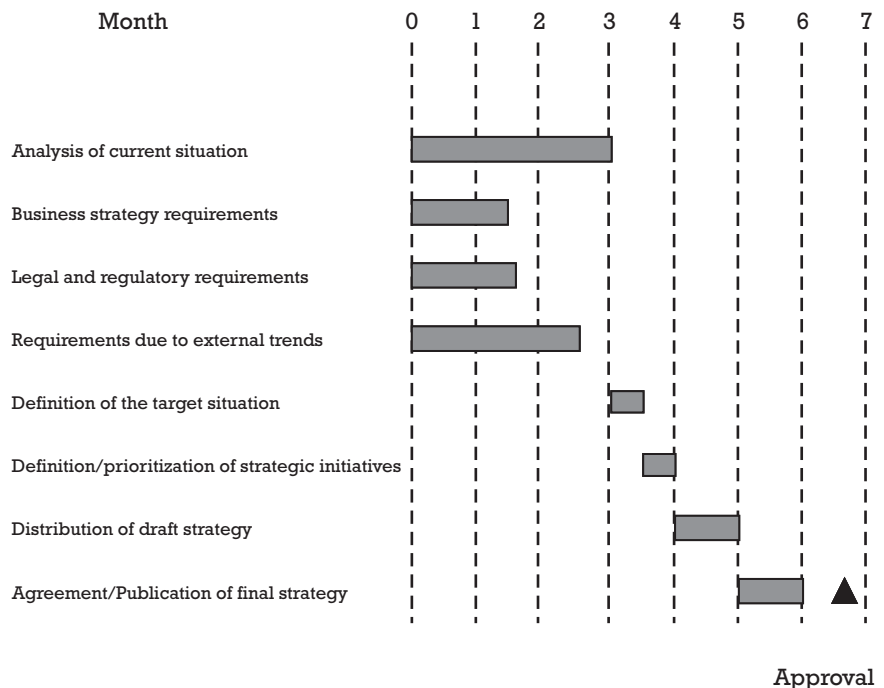 Month 0 1 2 3 4 5 6 7
Analysis of current situation
Business strategy requirements
Legal and regulatory requirements
Requirements due to external trends
Definition of the target situation
Definition/prioritization of strategic initiatives
Distribution of draft strategy
Agreement/Publication of final strategy
Approval